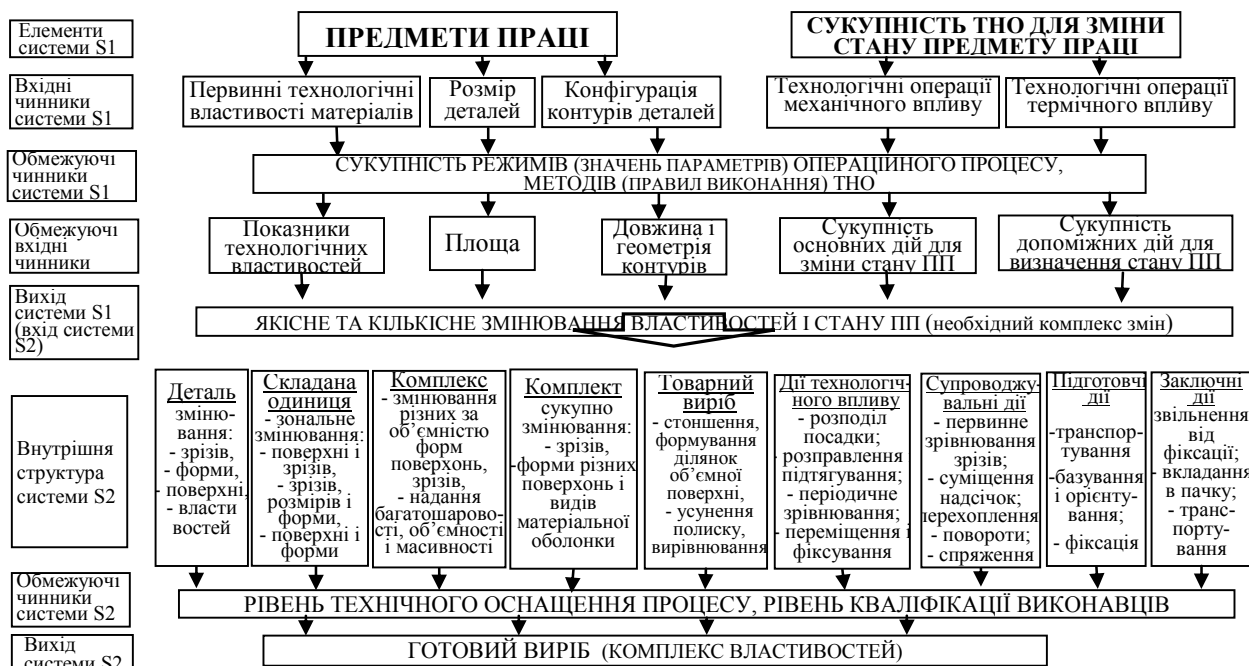 Елементи
системи S1
ПРЕДМЕТИ ПРАЦІ
СУКУПНІСТЬ ТНО ДЛЯ ЗМІНИ
СТАНУ ПРЕДМЕТУ ПРАЦІ
Вхідні
чинники
системи S1
Первинні технологічні
властивості матеріалів
Розмір
деталей
Конфігурація
контурів деталей
Технологічні операції
механічного впливу
Технологічні операції
термічного впливу
Обмежуючі
чинники
системи S1
СУКУПНІСТЬ РЕЖИМІВ (ЗНАЧЕНЬ ПАРАМЕТРІВ) ОПЕРАЦІЙНОГО ПРОЦЕСУ,
МЕТОДІВ (ПРАВИЛ ВИКОНАННЯ) ТНО
Обмежуючі
вхідні
чинники
Показники
технологічних
властивостей
Площа
Довжина і
геометрія
контурів
Сукупність
основних дій для
зміни стану ПП
Сукупність
допоміжних дій для
визначення стану ПП
Вихід
системи S1
(вхід системи
S2)
ЯКІСНЕ ТА КІЛЬКІСНЕ ЗМІНЮВАННЯ ВЛАСТИВОСТЕЙ І СТАНУ ПП (необхідний комплекс змін)
Внутрішня
структура
системи S2
Деталь
змінюо-
вання:
- зрізів,
- форми,
- поверхні,
- власти
востей
Складана
одиниця
- зональне
змінювання:
- поверхні і
зрізів,
- зрізів,
розмірів і
форми,
- поверхні і
форми
Комплекс
- змінювання
різних за
об’ємністю
форм
поверхонь,
зрізів,
- надання
багатошарово-
сті, об’ємності
і масивності
Комплект
сукупно
змінювання:
- зрізів,
-форми різних
поверхонь і
видів
матеріальної
оболонки
Товарний
виріб
- стоншення,
формування
ділянок
об’ємної
поверхні,
- усунення
полиску,
вирівнювання
Дії технологіч-
ного впливу
- розподіл
посадки;
- розправлення
підтягування;
- періодичне
зрівнювання;
- переміщення і
фіксування
Супроводжу-
вальні дії
- первинне
зрівнювання
зрізів;
- суміщення
надсічок;
перехоплення
- повороти;
- спряження
Підготовчі
дії
-транспор-
тування
- базування
і орієнту-
вання;
- фіксація
Заключні
дії
звільнення
від
фіксації;
- вкладання
в пачку;
- транс-
порту-
вання
Обмежуючі
чинники
системи S2
РІВЕНЬ ТЕХНІЧНОГО ОСНАЩЕННЯ ПРОЦЕСУ, РІВЕНЬ КВАЛІФІКАЦІЇ ВИКОНАВЦІВ
Вихід
системи S2
ГОТОВИЙ ВИРІБ (КОМПЛЕКС ВЛАСТИВОСТЕЙ)